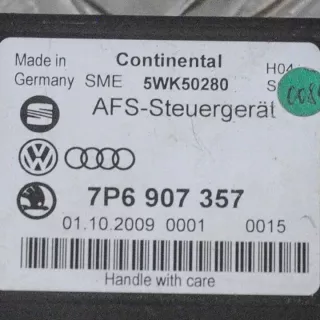 Made in Continental H04
Germany SME 5WK50280
AFS-Steuergerät
7P6 907 357
01.10.2009 0001 0015
Handle with care